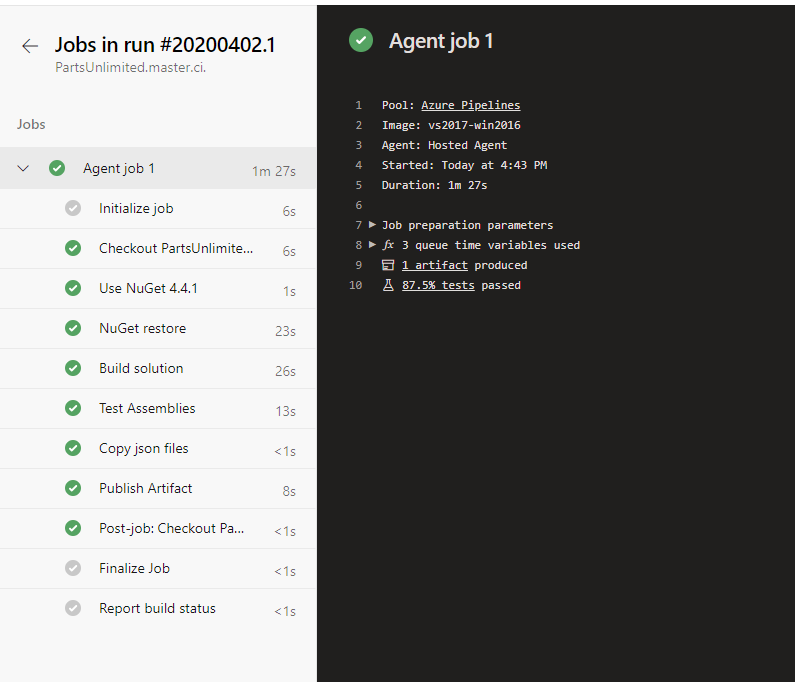 Jobs in run #20200402.1
PartsUnlimited.master.ci.
Jobs
Agent job 1 1m 27s
Initialize job 6s
Checkout PartsUnlimite... 6s
Use NuGet 4.4.1 1s
NuGet restore 23s
Build solution 26s
Test Assemblies 13s
Copy json files <1s
Publish Artifact 8s
Post-job: Checkout Pa... <1s
Finalize Job <1s
Report build status <1s
Agent job 1
1 Pool: Azure Pipelines
2 Image: vs2017-win2016
3 Agent: Hosted Agent
4 Started: Today at 4:43 PM
5 Duration: 1m 27s
6
7 Job preparation parameters
8 fx 3 queue time variables used
9 1 artifact produced
10 87.5% tests passed